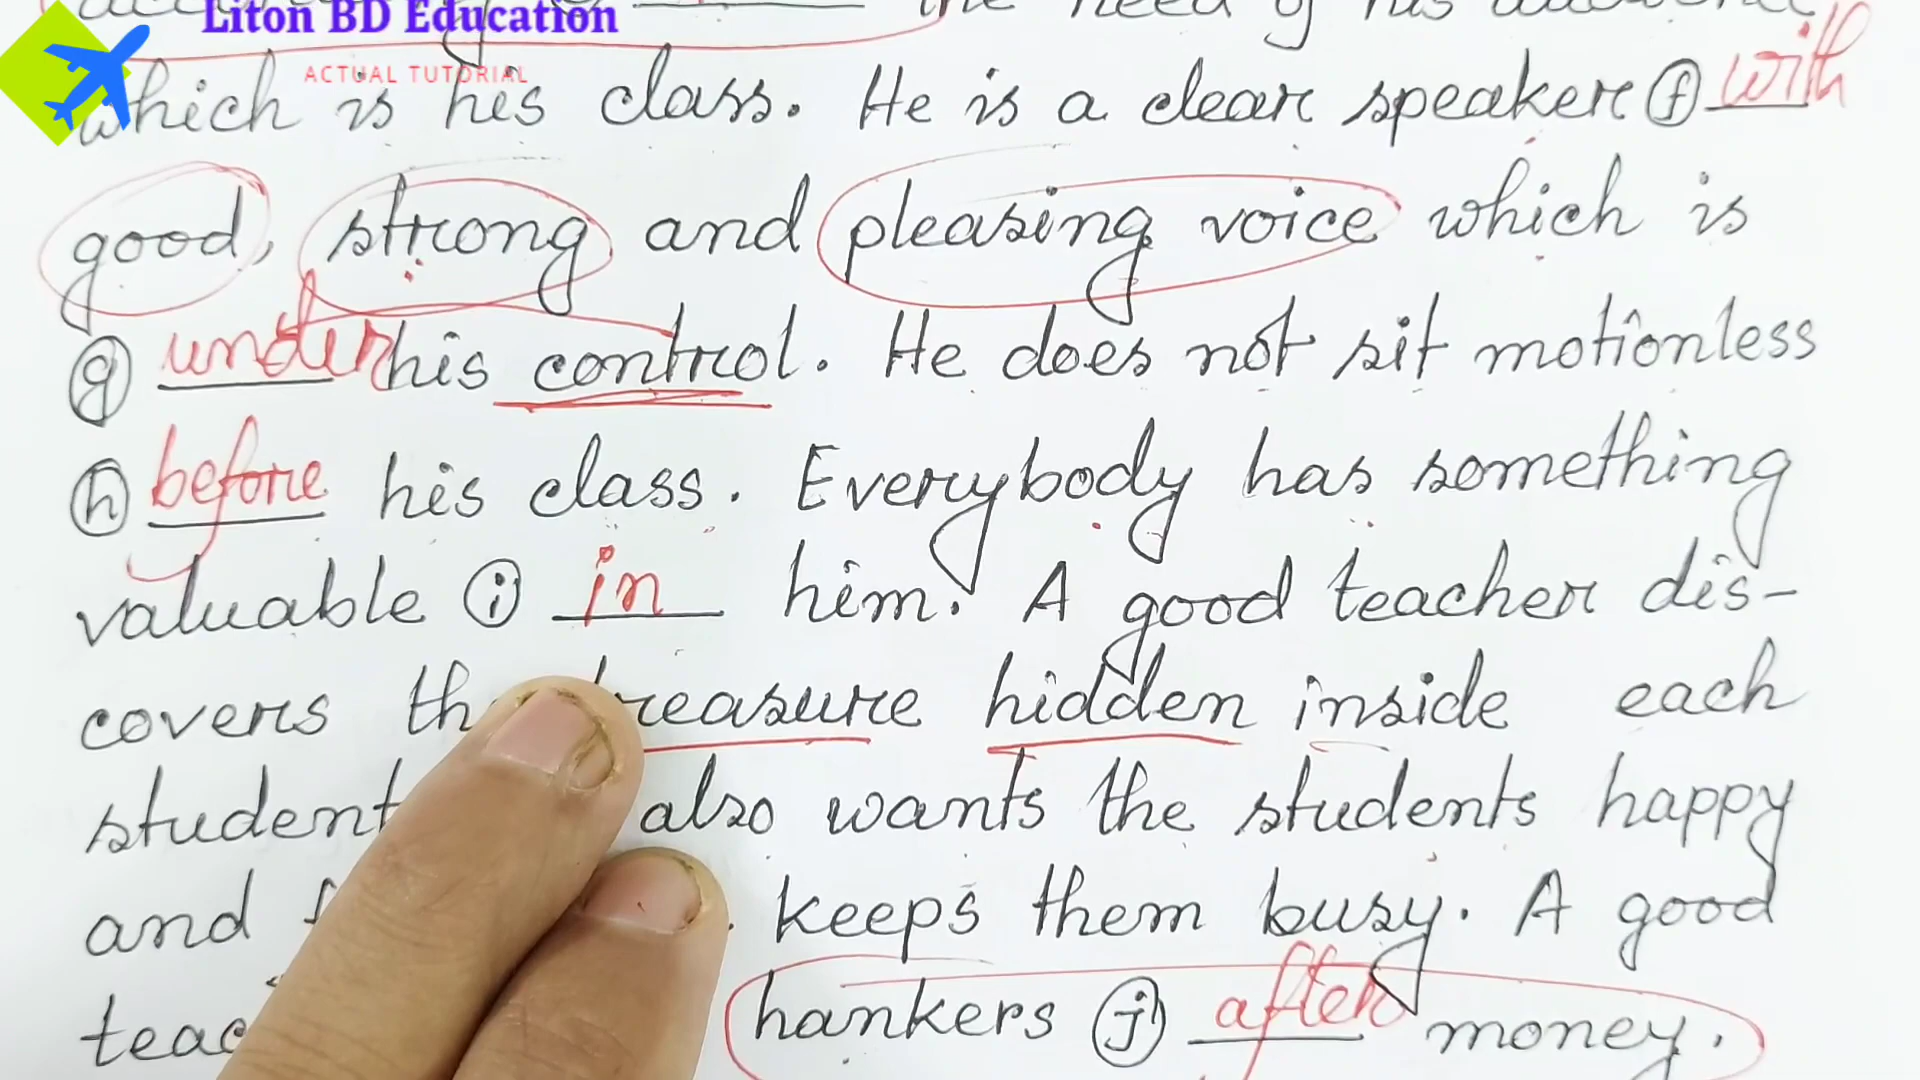 Liton BD Education
ACTUAL TUTORIAL
the need of his
which is his class. He is a clear speaker (f) with
good, strong and pleasing voice which is
(g) under his control. He does not sit motionless
(h) before his class. Everybody has something
valuable (i) in him. A good teacher dis-
covers treasure hidden inside each
student also wants the students happy
and keeps them busy. A good
hankers (j) after money.